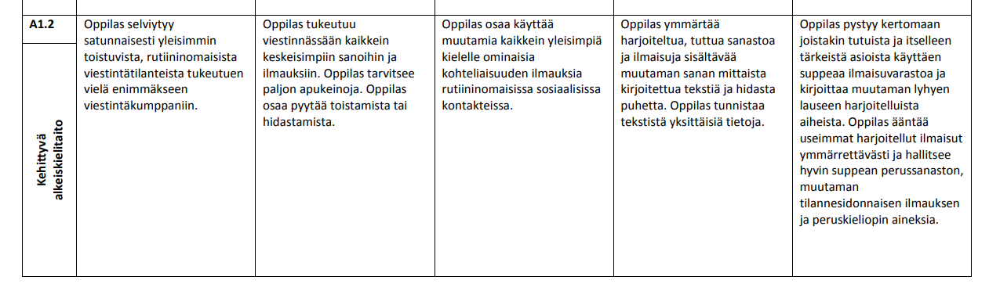 A1.2
Kehittyvä
alkeiskielitaito
Oppilas selviytyy
satunnaisesti yleisimmin
toistuvista, rutiininomaisista
viestintätilanteista tukeutuen
vielä enimmäkseen
viestintäkumppaniin.
Oppilas tukeutuu
viestinnässään kaikkein
keskeisimpiin sanoihin ja
ilmauksiin. Oppilas tarvitsee
paljon apukeinoja. Oppilas
osaa pyytää toistamista tai
hidastamista.
Oppilas osaa käyttää
muutamia kaikkein yleisimpiä
kielelle ominaisia
kohteliaisuuden ilmauksia
rutiininomaisissa sosiaalisissa
kontakteissa.
Oppilas ymmärtää
harjoiteltua, tuttua sanastoa
ja ilmaisuja sisältävää
muutaman sanan mittaista
kirjoitettua tekstiä ja hidasta
puhetta. Oppilas tunnistaa
tekstistä yksittäisiä tietoja.
Oppilas pystyy kertomaan
joistakin tutuista ja itselleen
tärkeistä asioista käyttäen
suppeaa ilmaisuvarastoa ja
kirjoittaa muutaman lyhyen
lauseen harjoitelluista
aiheista. Oppilas ääntää
useimmat harjoitellut ilmaisut
ymmärrettävästi ja hallitsee
hyvin suppean perussanaston,
muutaman
tilannesidonnaisen ilmauksen
ja peruskieliopin aineksia.